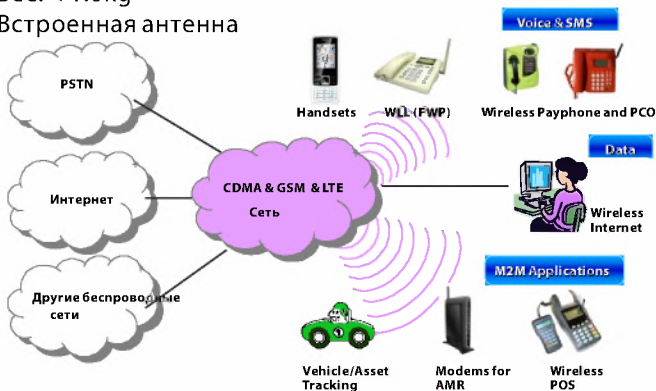 Встроенная антенна
Voice & SMS
PSTN
Handsets
WLL (FWP)
Wireless Payphone and PCO
Data
CDMA & GSM & LTE
Сеть
Интернет
Wireless
Internet
M2M Applications
Другие беспроводные
сети
Vehicle/Asset
Tracking
Modems for
AMR
Wireless
POS